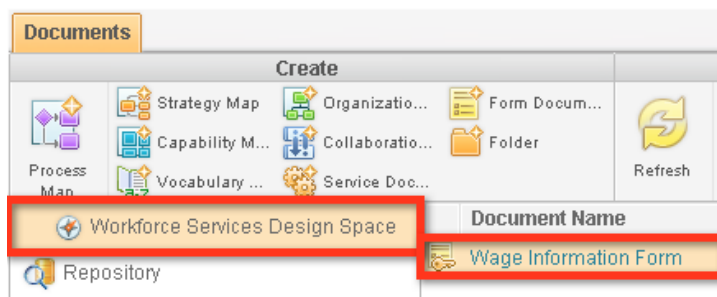 Documents
Create
Strategy Map Organizatio... Form Docum...
Capability M... Collaboratio... Folder
Process Map
Vocabulary ... Service Doc...
Refresh
Workforce Services Design Space
Document Name
Wage Information Form
Repository